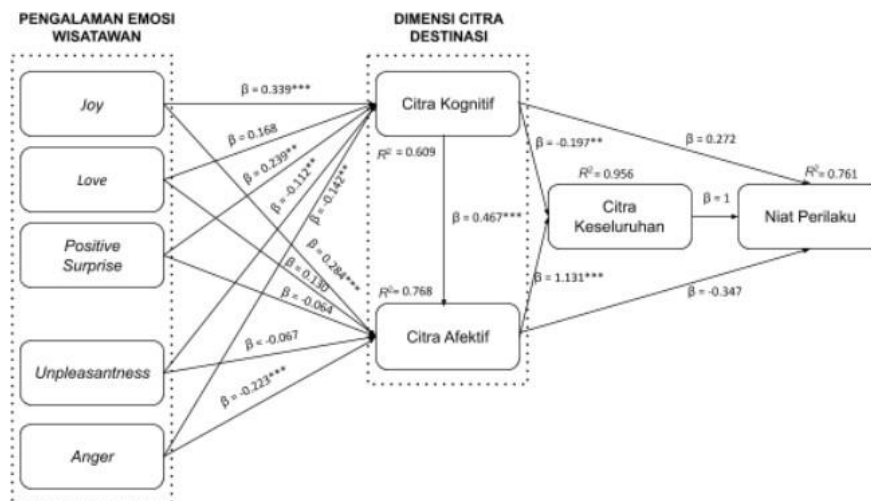 PENGALAMAN EMOSI
WISATAWAN
DIMENSI CITRA
DESTINASI
Joy
Love
Positive
Surprise
Unpleasantness
Anger
β = 0.339***
β = 0.168
β = 0.239**
β = -0.112**
β = -0.142**
β = 0.284***
β = 0.130
β < -0.064
β < -0.067
β = -0.223***
Citra Kognitif
R² = 0.609
β = 0.467***
R² = 0.768
Citra Afektif
β = -0.197**
β = 0.272
R² = 0.956
Citra
Keseluruhan
β = 1
β = 1.131***
β = -0.347
R² = 0.761
Niat Perilaku